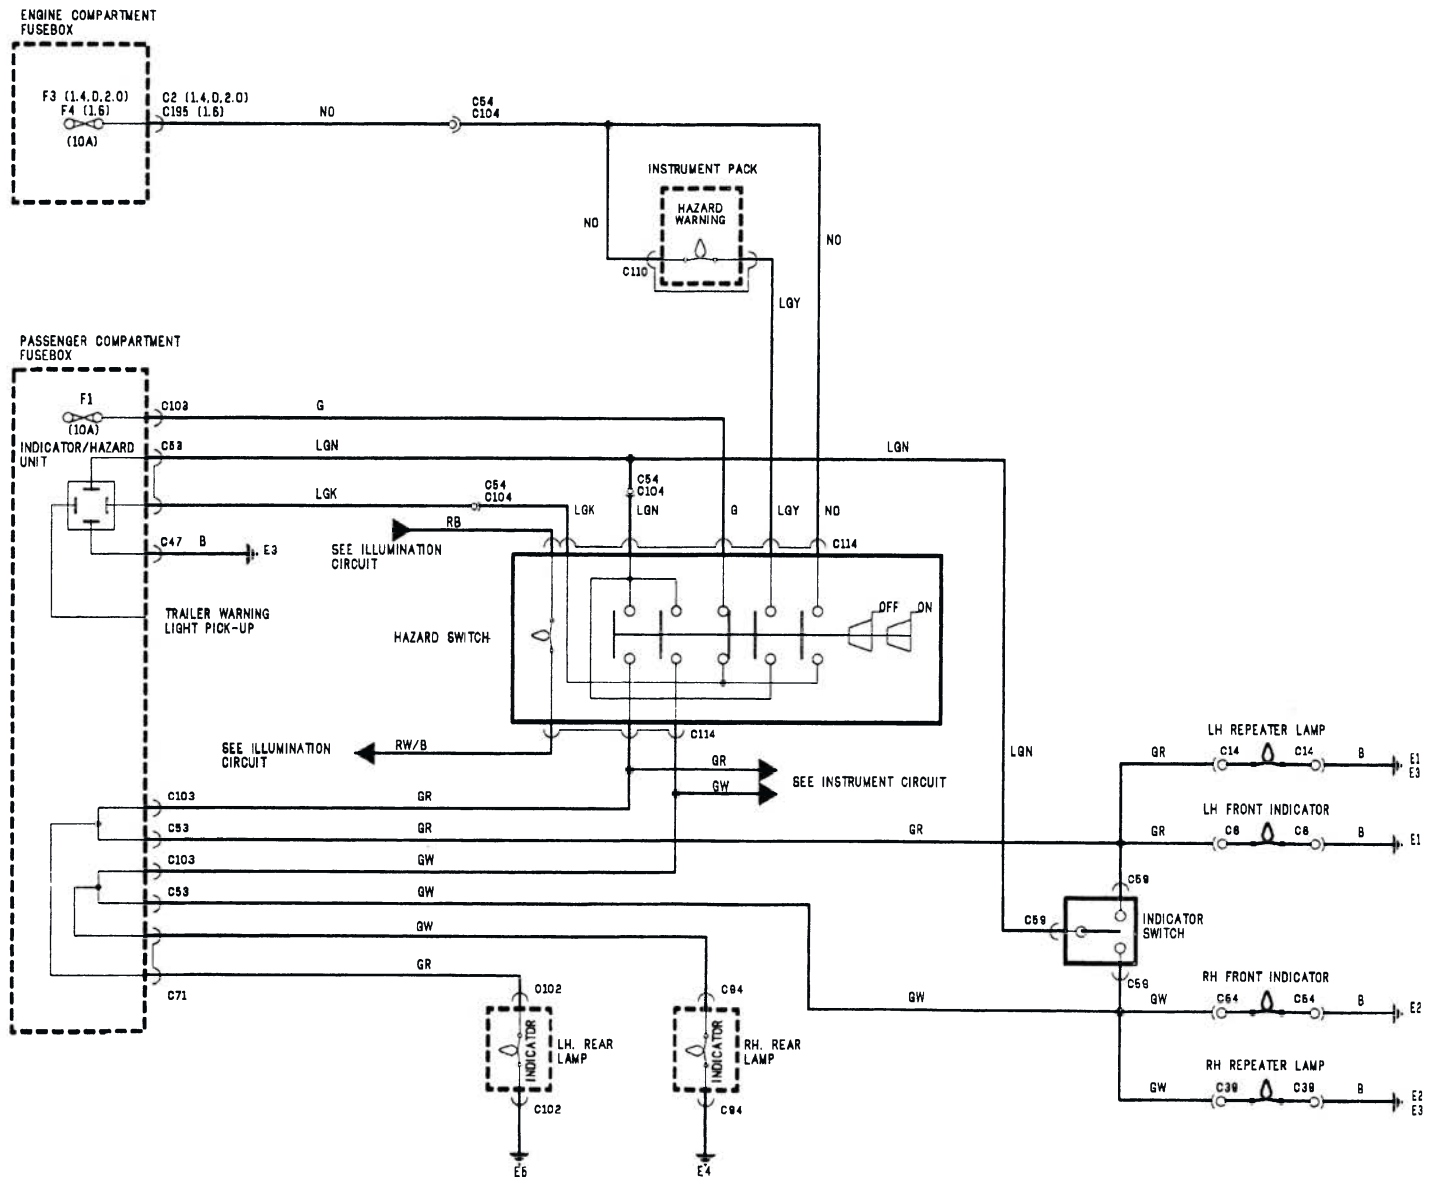 ENGINE COMPARTMENT
FUSEBOX
F3 (1.4,D,2.0)
F4 (1.6)
(10A)
C2 (1.4,D,2.0)
C195 (1.6)
NO
C54
C104
INSTRUMENT PACK
HAZARD
WARNING
NO
NO
C110
LGY
PASSENGER COMPARTMENT
FUSEBOX
F1
(10A)
C103
G
INDICATOR/HAZARD
UNIT
C53
LGN
LGN
LGK
C54
C104
C54
C104
LGK
LGN
G
LGY
NO
RB
SEE ILLUMINATION
CIRCUIT
C114
C47
B
E3
TRAILER WARNING
LIGHT PICK-UP
HAZARD SWITCH
OFF
ON
C114
SEE ILLUMINATION
CIRCUIT
RW/B
GR
GW
SEE INSTRUMENT CIRCUIT
LGN
LH REPEATER LAMP
GR
C14
C14
B
E1
E3
C103
GR
C53
GR
GR
LH FRONT INDICATOR
GR
C6
C6
B
E1
C103
GW
C53
GW
C59
C59
INDICATOR
SWITCH
C59
GW
GR
C71
RH FRONT INDICATOR
GW
GW
C54
C54
B
E2
C102
INDICATOR
LH. REAR
LAMP
C102
E5
C94
INDICATOR
RH. REAR
LAMP
C94
E4
RH REPEATER LAMP
GW
C39
C39
B
E2
E3